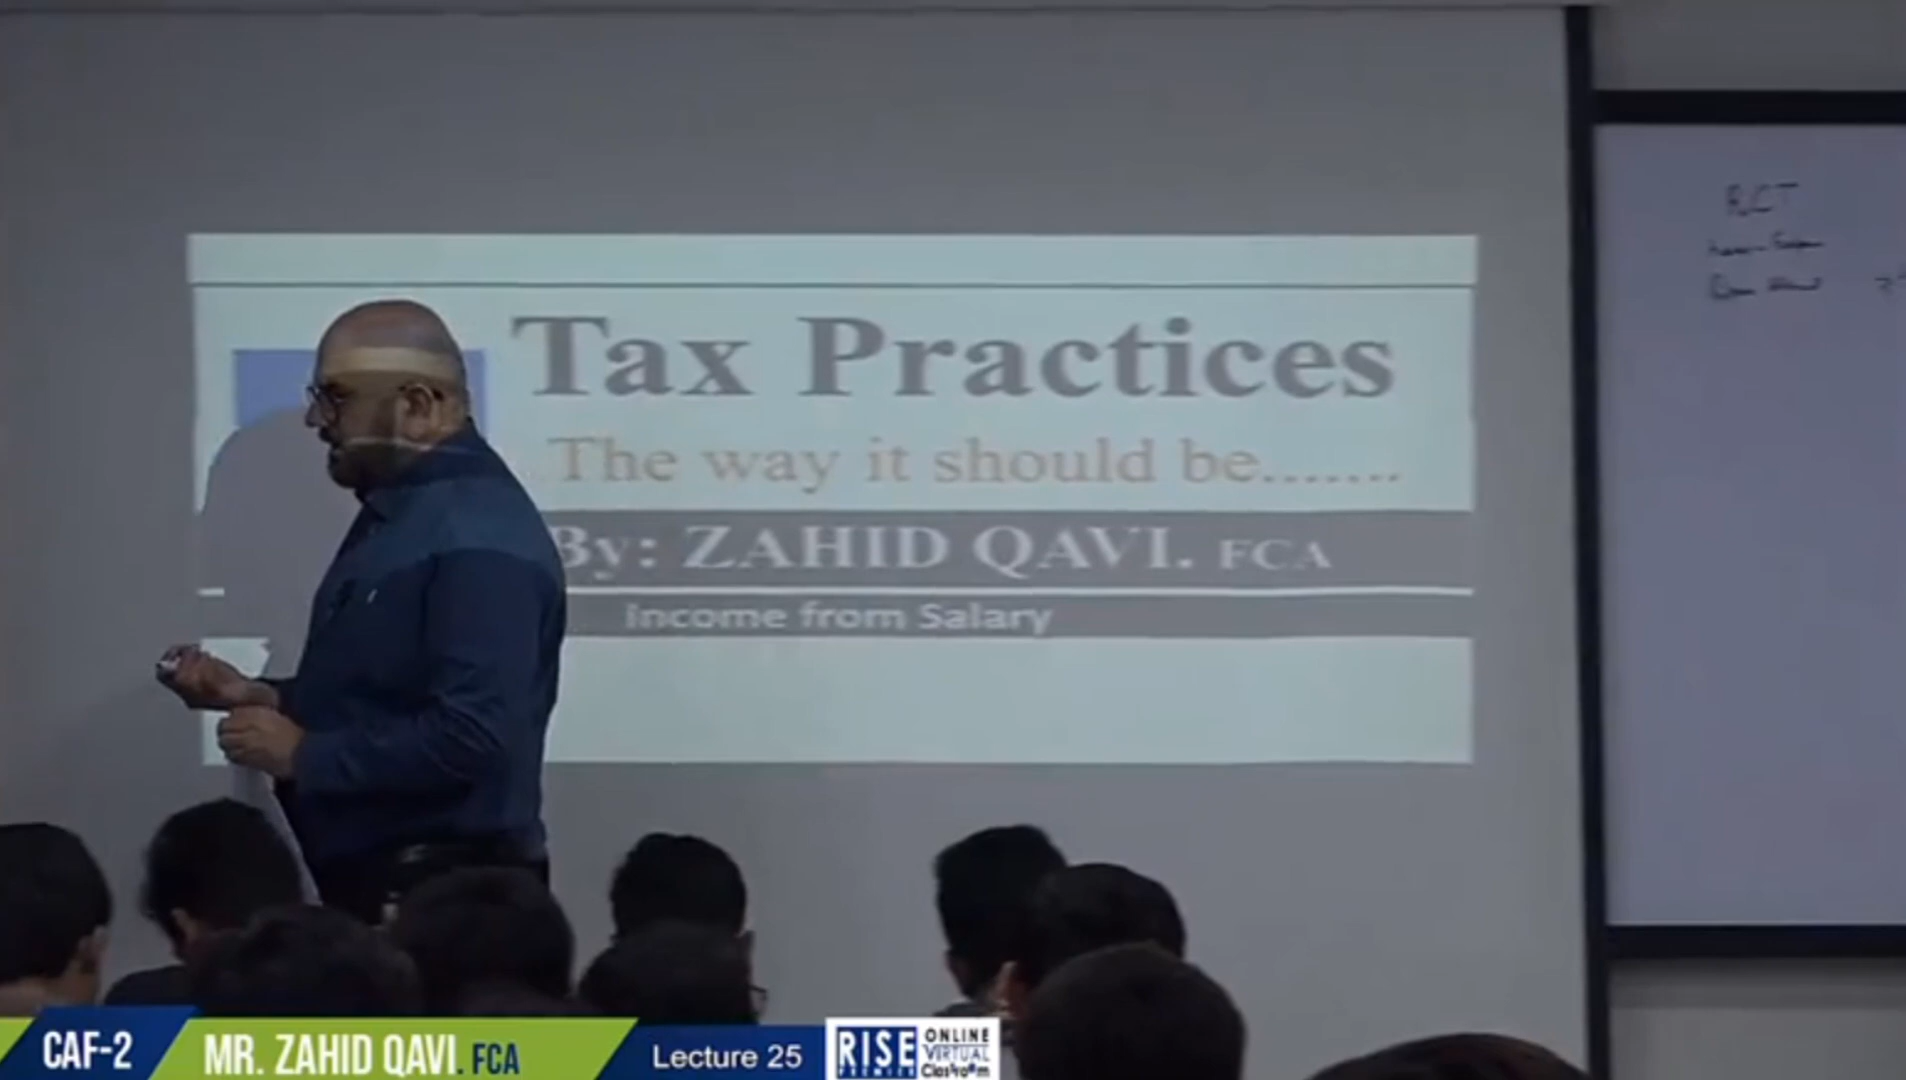 Tax Practices
The way it should be.......
By: ZAHID QAVI. FCA
Income from Salary
CAF-2
MR. ZAHID QAVI. FCA
Lecture 25
RISE
PREMIER
ONLINE
VIRTUAL
Classroom